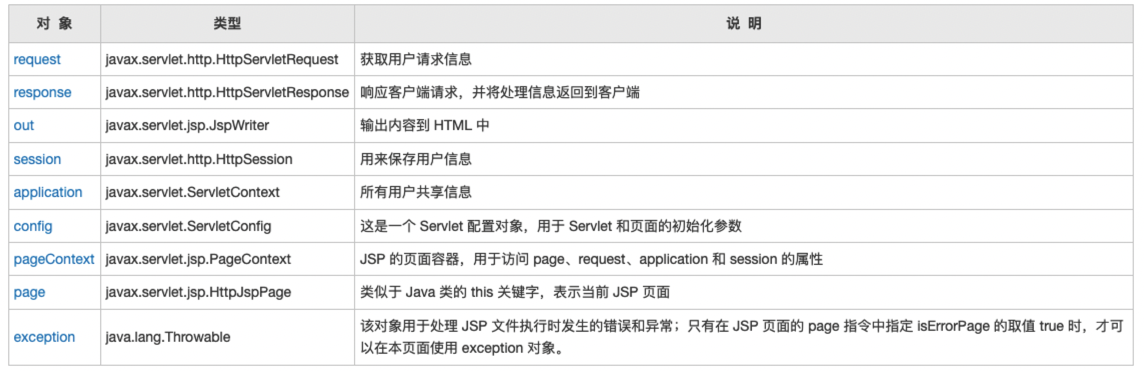 对 象 类型 说 明
request javax.servlet.http.HttpServletRequest 获取用户请求信息
response javax.servlet.http.HttpServletResponse 响应客户端请求，并将处理信息返回到客户端
out javax.servlet.jsp.JspWriter 输出内容到 HTML 中
session javax.servlet.http.HttpSession 用来保存用户信息
application javax.servlet.ServletContext 所有用户共享信息
config javax.servlet.ServletConfig 这是一个 Servlet 配置对象，用于 Servlet 和页面的初始化参数
pageContext javax.servlet.jsp.PageContext JSP 的页面容器，用于访问 page、request、application 和 session 的属性
page javax.servlet.jsp.HttpJspPage 类似于 Java 类的 this 关键字，表示当前 JSP 页面
exception java.lang.Throwable 该对象用于处理 JSP 文件执行时发生的错误和异常；只有在 JSP 页面的 page 指令中指定 isErrorPage 的取值 true 时，才可
以在本页面使用 exception 对象。